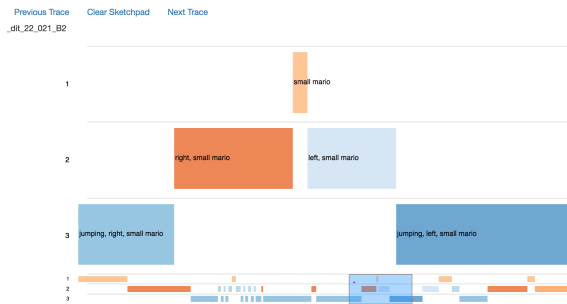 Previous Trace Clear Sketchpad Next Trace
_dit_22_021_B2
1 small mario
2 right, small mario left, small mario
3 jumping, right, small mario jumping, left, small mario
1
2
3